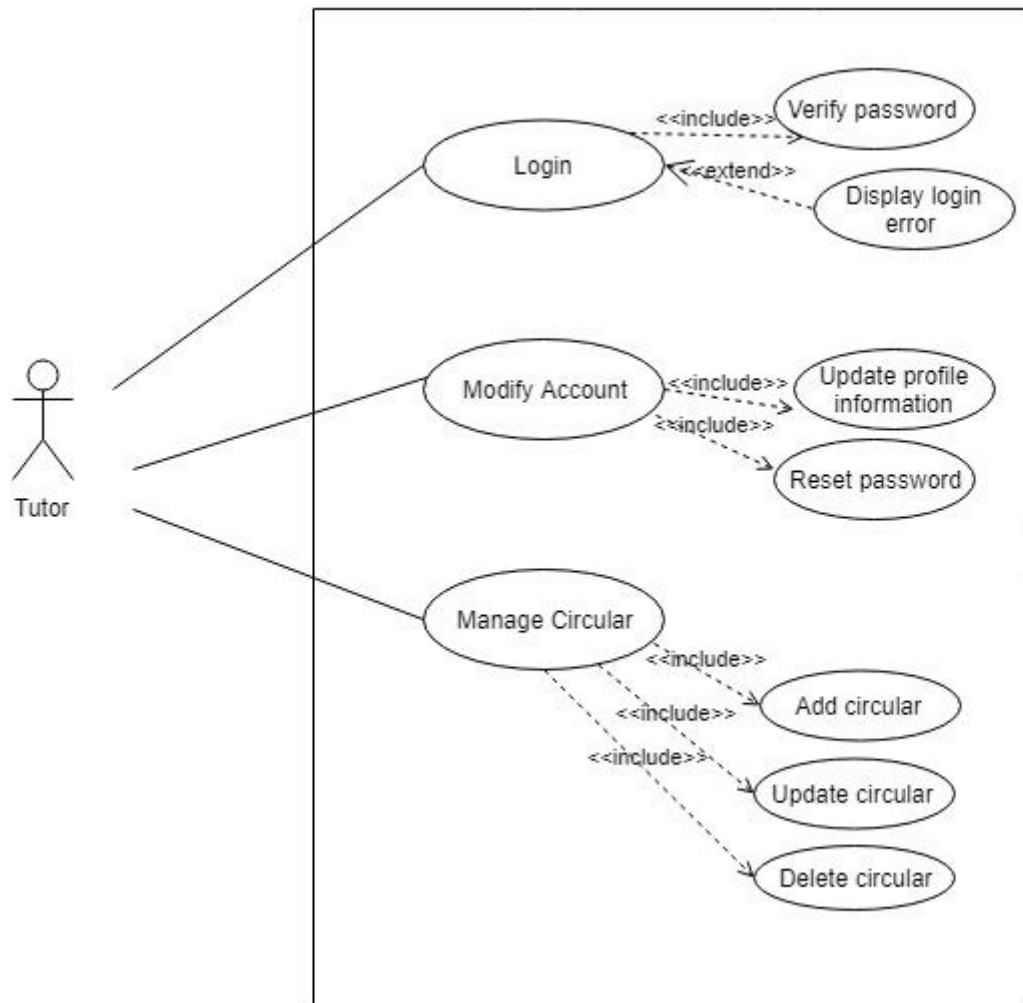 Verify password
<<include>>
Login
<<extend>>
Display login
error
Tutor
Modify Account
<<include>>
Update profile
information
<<include>>
Reset password
Manage Circular
<<include>>
Add circular
<<include>>
Update circular
<<include>>
Delete circular